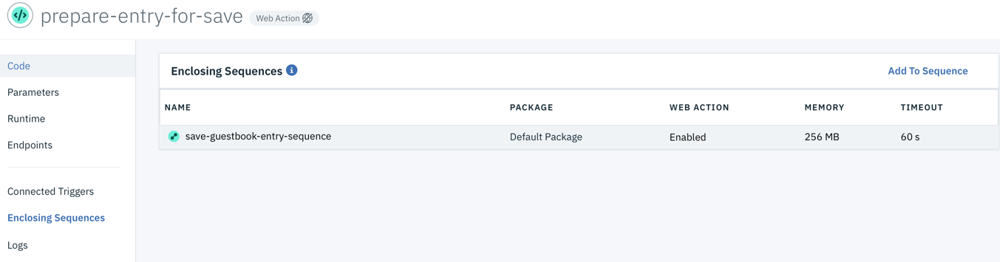 prepare-entry-for-save Web Action
Code
Parameters
Runtime
Endpoints
Connected Triggers
Enclosing Sequences
Logs
Enclosing Sequences Add To Sequence
NAME PACKAGE WEB ACTION MEMORY TIMEOUT
save-guestbook-entry-sequence Default Package Enabled 256 MB 60 s